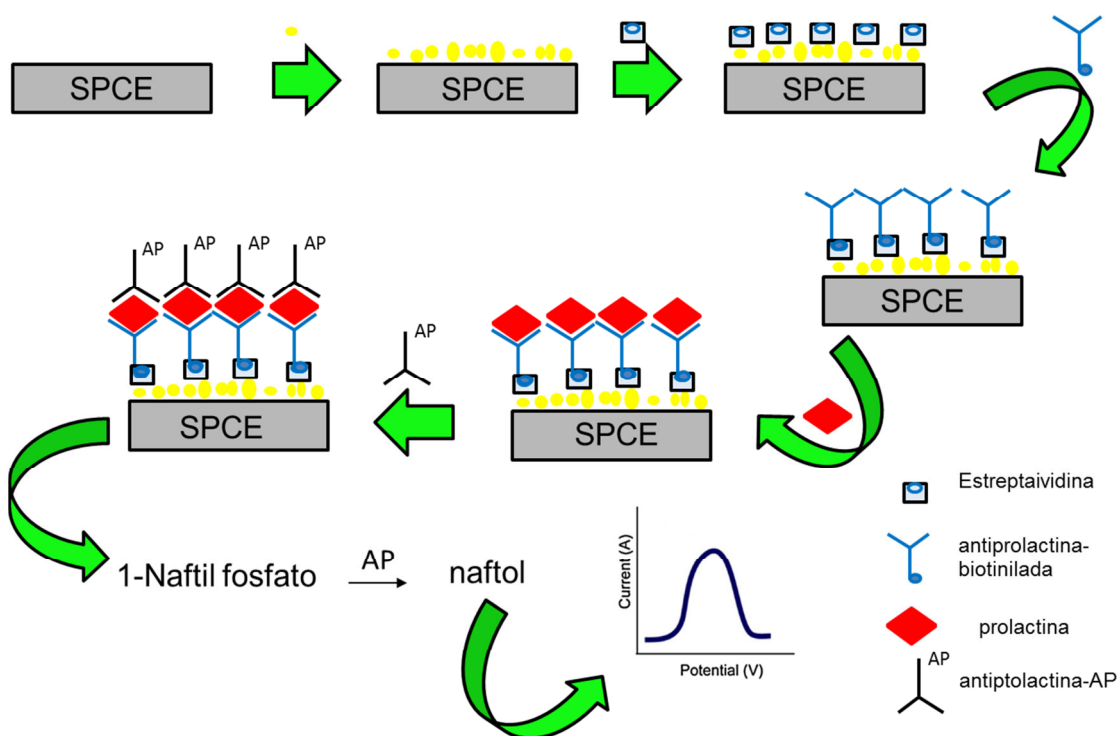 SPCE
SPCE
SPCE
SPCE
AP
AP
AP
AP
SPCE
AP
SPCE
1-Naftil fosfato
AP
naftol
Current (A)
Potential (V)
Estreptaividina
antiprolactina-
biotinilada
prolactina
AP
antiptolactina-AP